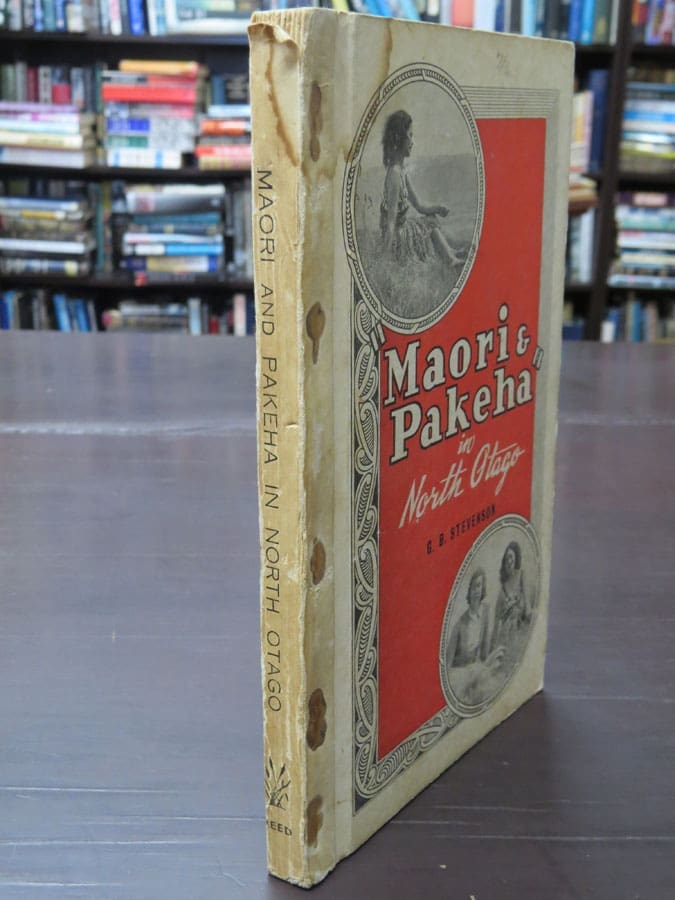 MAORI AND PAKEHA IN NORTH OTAGO
REED
"Maori &
Pakeha"
in
North Otago
G. B. STEVENSON